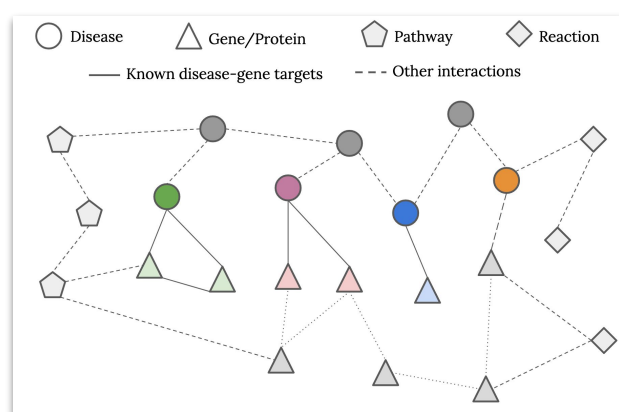 Disease
Gene/Protein
Pathway
Reaction
Known disease-gene targets
Other interactions